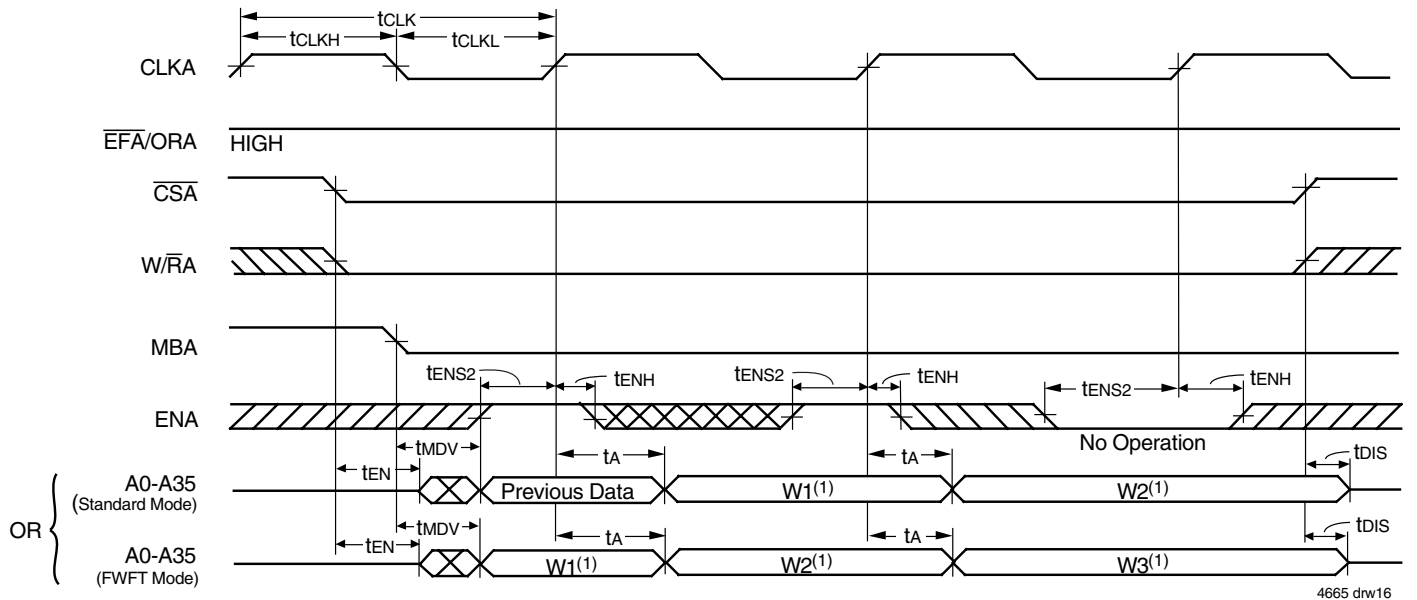 tCLK
tCLKH tCLKL
CLKA
EFA/ORA HIGH
CSA
W/RA
MBA
tENS2 tENH tENS2 tENH tENS2 tENH
ENA
No Operation
tMDV tA tA tDIS
tEN
A0-A35 Previous Data W1(1) W2(1)
(Standard Mode)
OR
tMDV tA tA tDIS
tEN
A0-A35 W1(1) W2(1) W3(1)
(FWFT Mode)
4665 drw16